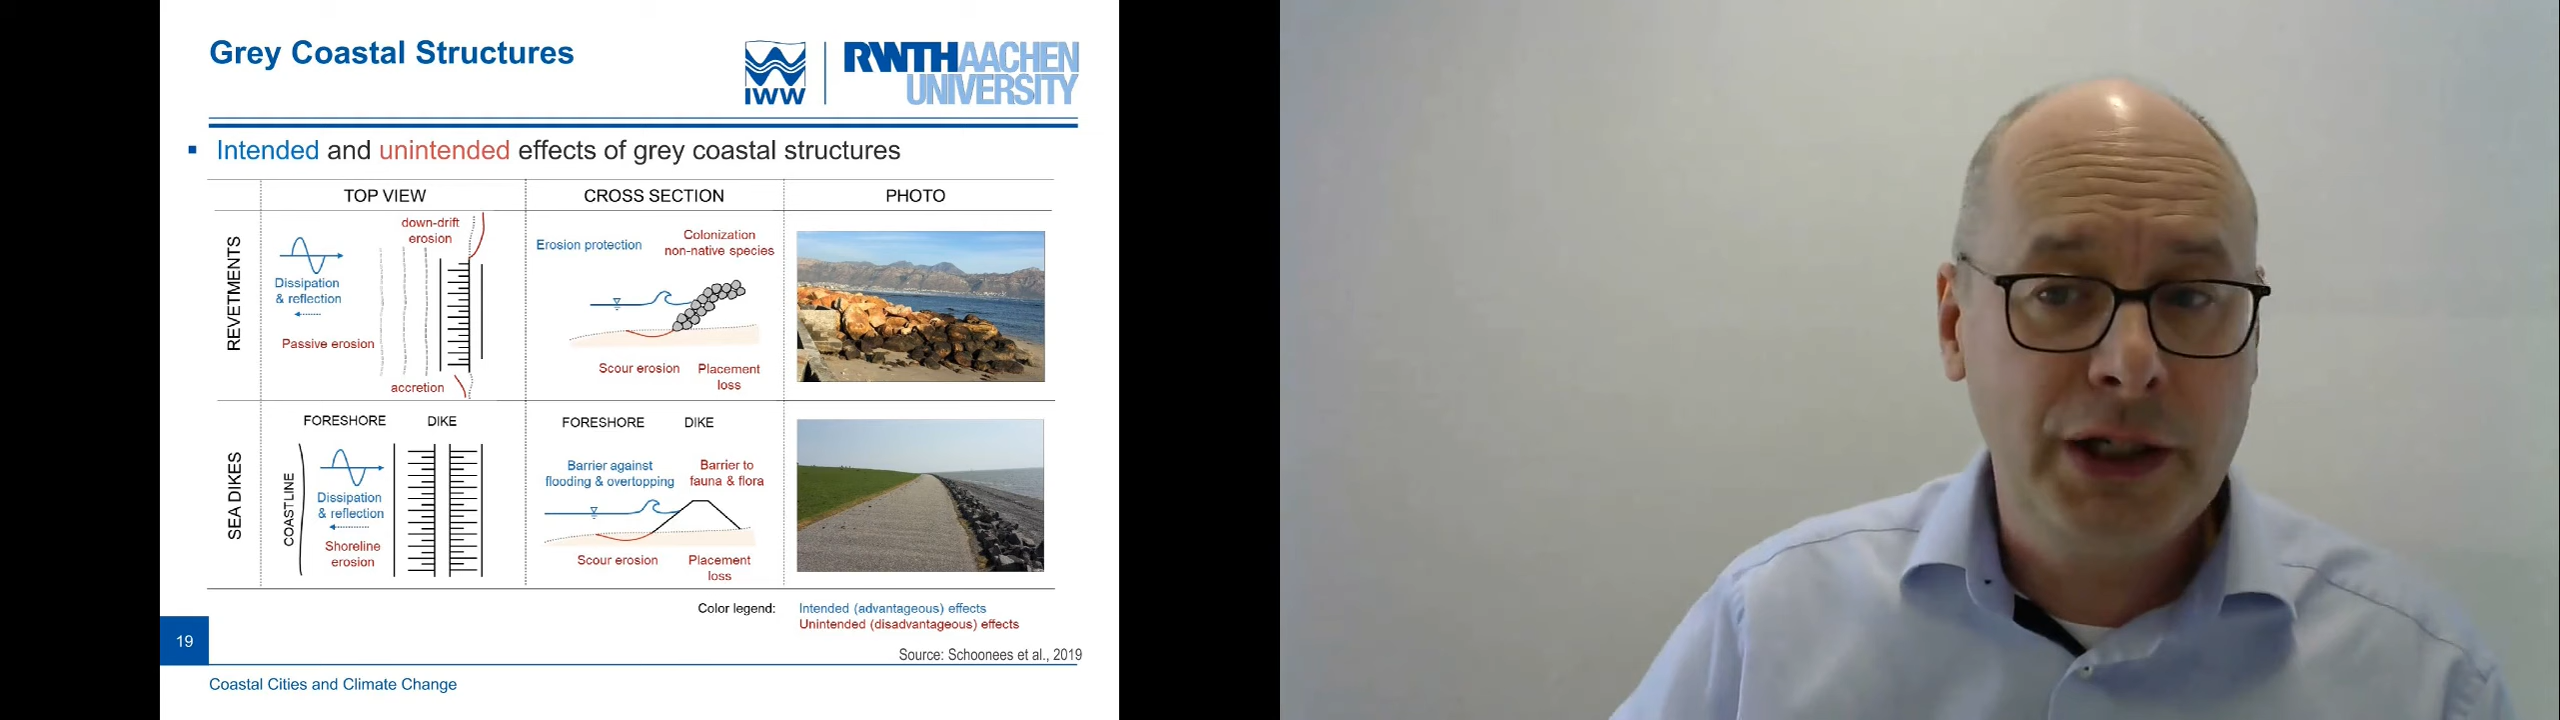 Grey Coastal Structures
IWW
RWTH AACHEN
UNIVERSITY
Intended and unintended effects of grey coastal structures
TOP VIEW
CROSS SECTION
PHOTO
REVETMENTS
down-drift
erosion
Dissipation
& reflection
Passive erosion
accretion
Erosion protection
Colonization
non-native species
Scour erosion
Placement
loss
SEA DIKES
FORESHORE
DIKE
COASTLINE
Dissipation
& reflection
Shoreline
erosion
FORESHORE
DIKE
Barrier against
flooding & overtopping
Barrier to
fauna & flora
Scour erosion
Placement
loss
Color legend:
Intended (advantageous) effects
Unintended (disadvantageous) effects
19
Source: Schoonees et al., 2019
Coastal Cities and Climate Change